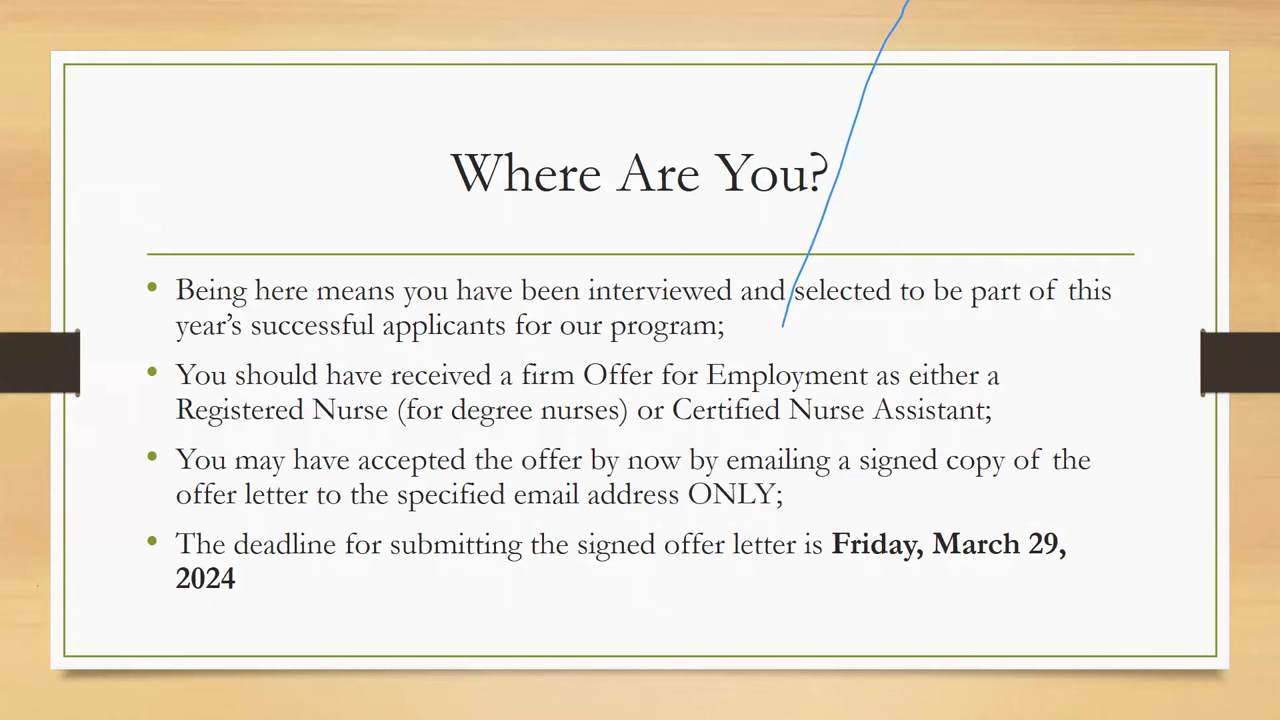 Where Are You?
• Being here means you have been interviewed and selected to be part of this
year’s successful applicants for our program;
• You should have received a firm Offer for Employment as either a
Registered Nurse (for degree nurses) or Certified Nurse Assistant;
• You may have accepted the offer by now by emailing a signed copy of the
offer letter to the specified email address ONLY;
• The deadline for submitting the signed offer letter is Friday, March 29,
2024